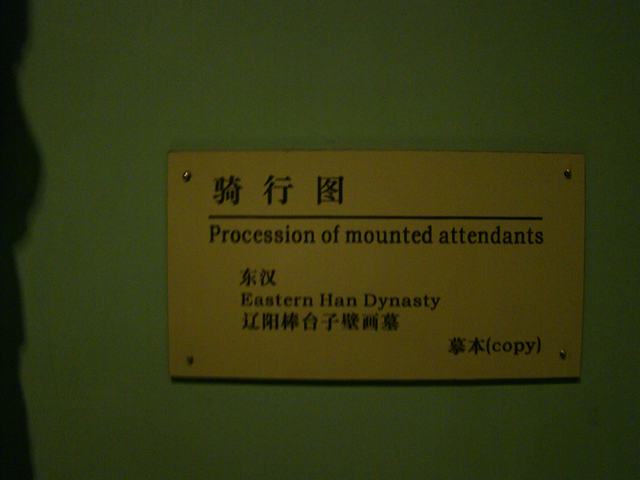 骑行图
Procession of mounted attendants
东汉
Eastern Han Dynasty
辽阳棒台子壁画墓
摹本(copy)